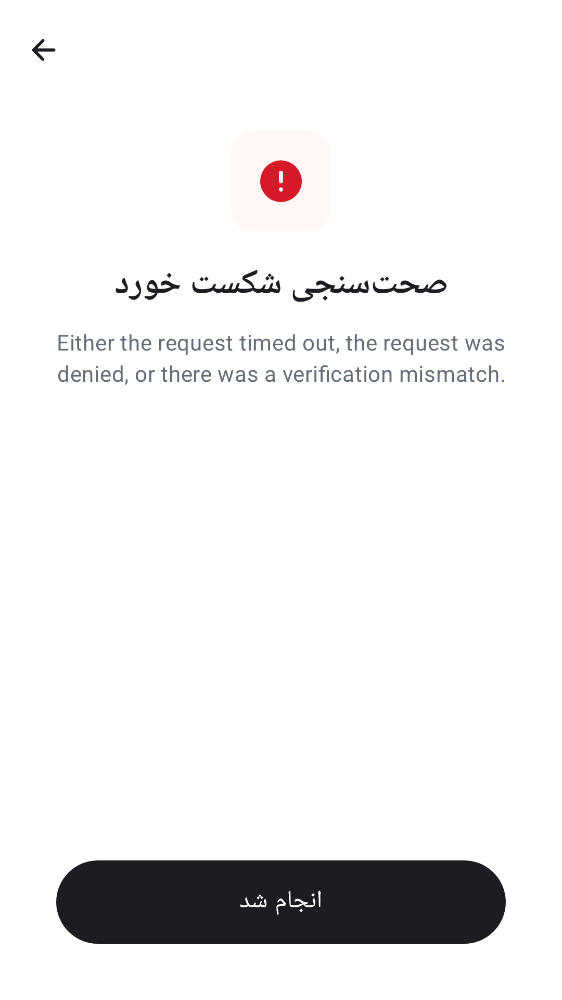 صحت‌سنجی شکست خورد
Either the request timed out, the request was
denied, or there was a verification mismatch.
انجام شد